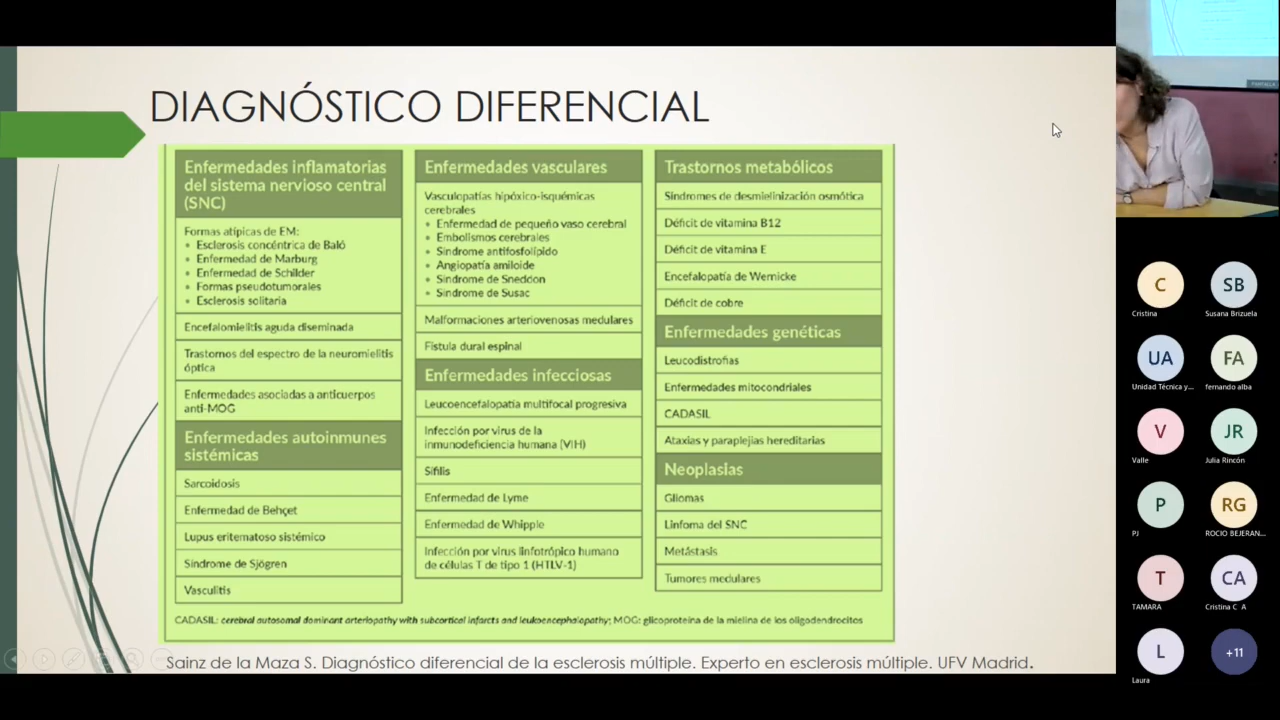 DIAGNÓSTICO DIFERENCIAL
Enfermedades inflamatorias
del sistema nervioso central
(SNC)
Formas atípicas de EM:
• Esclerosis concéntrica de Baló
• Enfermedad de Marburg
• Enfermedad de Schilder
• Formas pseudotumorales
• Esclerosis solitaria
Encefalomielitis aguda diseminada
Trastornos del espectro de la neuromielitis
óptica
Enfermedades asociadas a anticuerpos
anti-MOG
Enfermedades autoinmunes
sistémicas
Sarcoidosis
Enfermedad de Behçet
Lupus eritematoso sistémico
Síndrome de Sjögren
Vasculitis
Enfermedades vasculares
Vasculopatías hipóxico-isquémicas
cerebrales
• Enfermedad de pequeño vaso cerebral
• Embolismos cerebrales
• Síndrome antifosfolípido
• Angiopatía amiloide
• Síndrome de Sneddon
• Síndrome de Susac
Malformaciones arteriovenosas medulares
Fístula dural espinal
Enfermedades infecciosas
Leucoencefalopatía multifocal progresiva
Infección por virus de la
inmunodeficiencia humana (VIH)
Sífilis
Enfermedad de Lyme
Enfermedad de Whipple
Infección por virus linfotrópico humano
de células T de tipo 1 (HTLV-1)
Trastornos metabólicos
Síndromes de desmielinización osmótica
Déficit de vitamina B12
Déficit de vitamina E
Encefalopatía de Wernicke
Déficit de cobre
Enfermedades genéticas
Leucodistrofias
Enfermedades mitocondriales
CADASIL
Ataxias y paraplejias hereditarias
Neoplasias
Gliomas
Linfoma del SNC
Metástasis
Tumores medulares
CADASIL: cerebral autosomal dominant arteriopathy with subcortical infarcts and leukoencephalopathy; MOG: glicoproteína de la mielina de los oligodendrocitos
Sainz de la Maza S. Diagnóstico diferencial de la esclerosis múltiple. Experto en esclerosis múltiple. UFV Madrid.
C
Cristina
SB
Susana Brizuela
UA
Unidad Técnica y...
FA
fernando alba
V
Valle
JR
Julia Rincón
P
PJ
RG
ROCIO BEJERAN...
T
TAMARA
CA
Cristina C A
L
Laura
+11